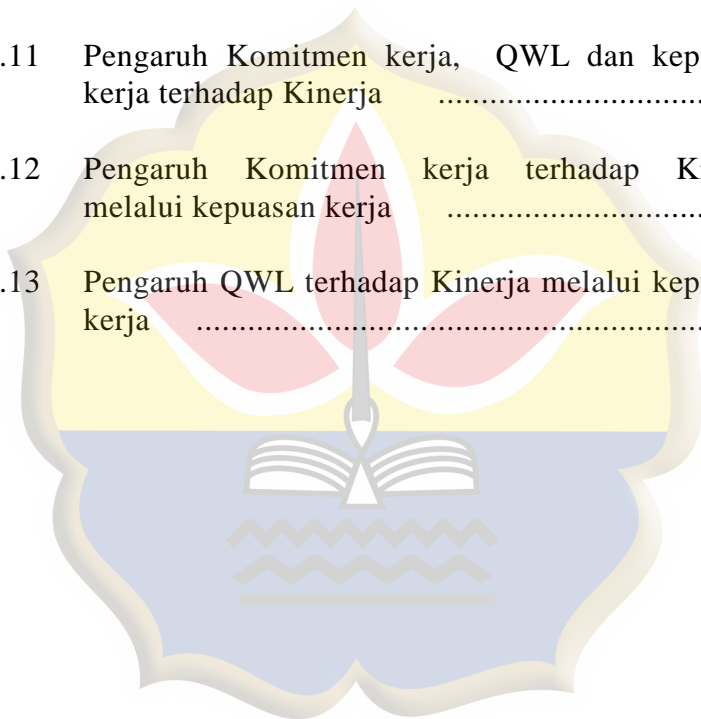 .11 Pengaruh Komitmen kerja, QWL dan kep
kerja terhadap Kinerja ..............................
.12 Pengaruh Komitmen kerja terhadap Ki
melalui kepuasan kerja ..............................
.13 Pengaruh QWL terhadap Kinerja melalui kep
kerja ............................................................